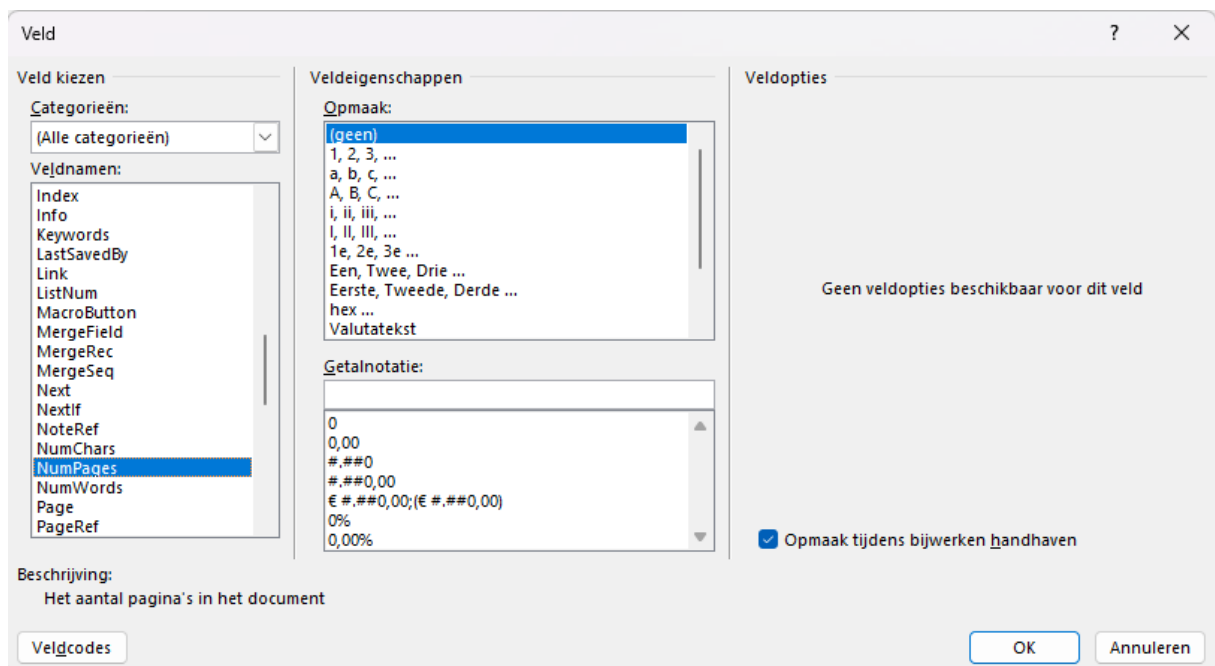 Veld
?
Veld kiezen
Categorieën:
(Alle categorieën)
Veldnamen:
Index
Info
Keywords
LastSavedBy
Link
ListNum
MacroButton
MergeField
MergeRec
MergeSeq
Next
NextIf
NoteRef
NumChars
NumPages
NumWords
Page
PageRef
Veldeigenschappen
Opmaak:
(geen)
1, 2, 3, ...
a, b, c, ...
A, B, C, ...
i, ii, iii, ...
I, II, III, ...
1e, 2e, 3e ...
Een, Twee, Drie ...
Eerste, Tweede, Derde ...
hex ...
Valutatekst
Getalnotatie:
0
0,00
#.##0
#.##0,00
€ #.##0,00;(€ #.##0,00)
0%
0,00%
Veldopties
Geen veldopties beschikbaar voor dit veld
Opmaak tijdens bijwerken handhaven
Beschrijving:
Het aantal pagina's in het document
Veldcodes
OK
Annuleren